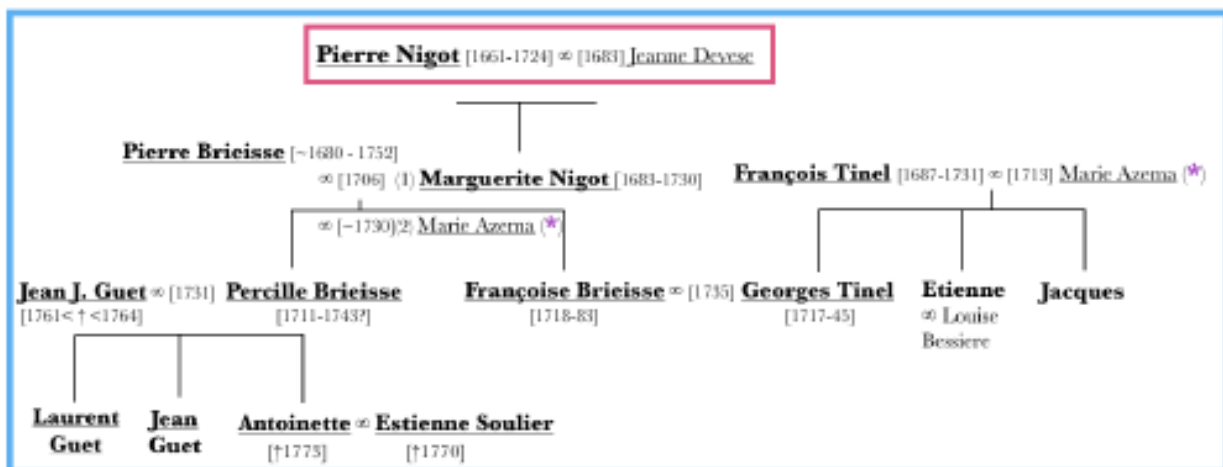 Pierre Nigot [1661-1724] ∞ [1683] Jeanne Devese
Pierre Brieisse [~1680 - 1752]
∞ [1706] (1) Marguerite Nigot [1683-1730]
François Tinel [1687-1731] ∞ [1713] Marie Azema (*)
∞ [~1730](2) Marie Azema (*)
Jean J. Guet ∞ [1731] Percille Brieisse
Françoise Brieisse ∞ [1735] Georges Tinel
Etienne
Jacques
[1761< † <1764]
[1711-1743?]
[1718-83]
[1717-45]
∞ Louise
Bessiere
Laurent
Guet
Jean
Guet
Antoinette ∞ Estienne Soulier
[†1773]
[†1770]